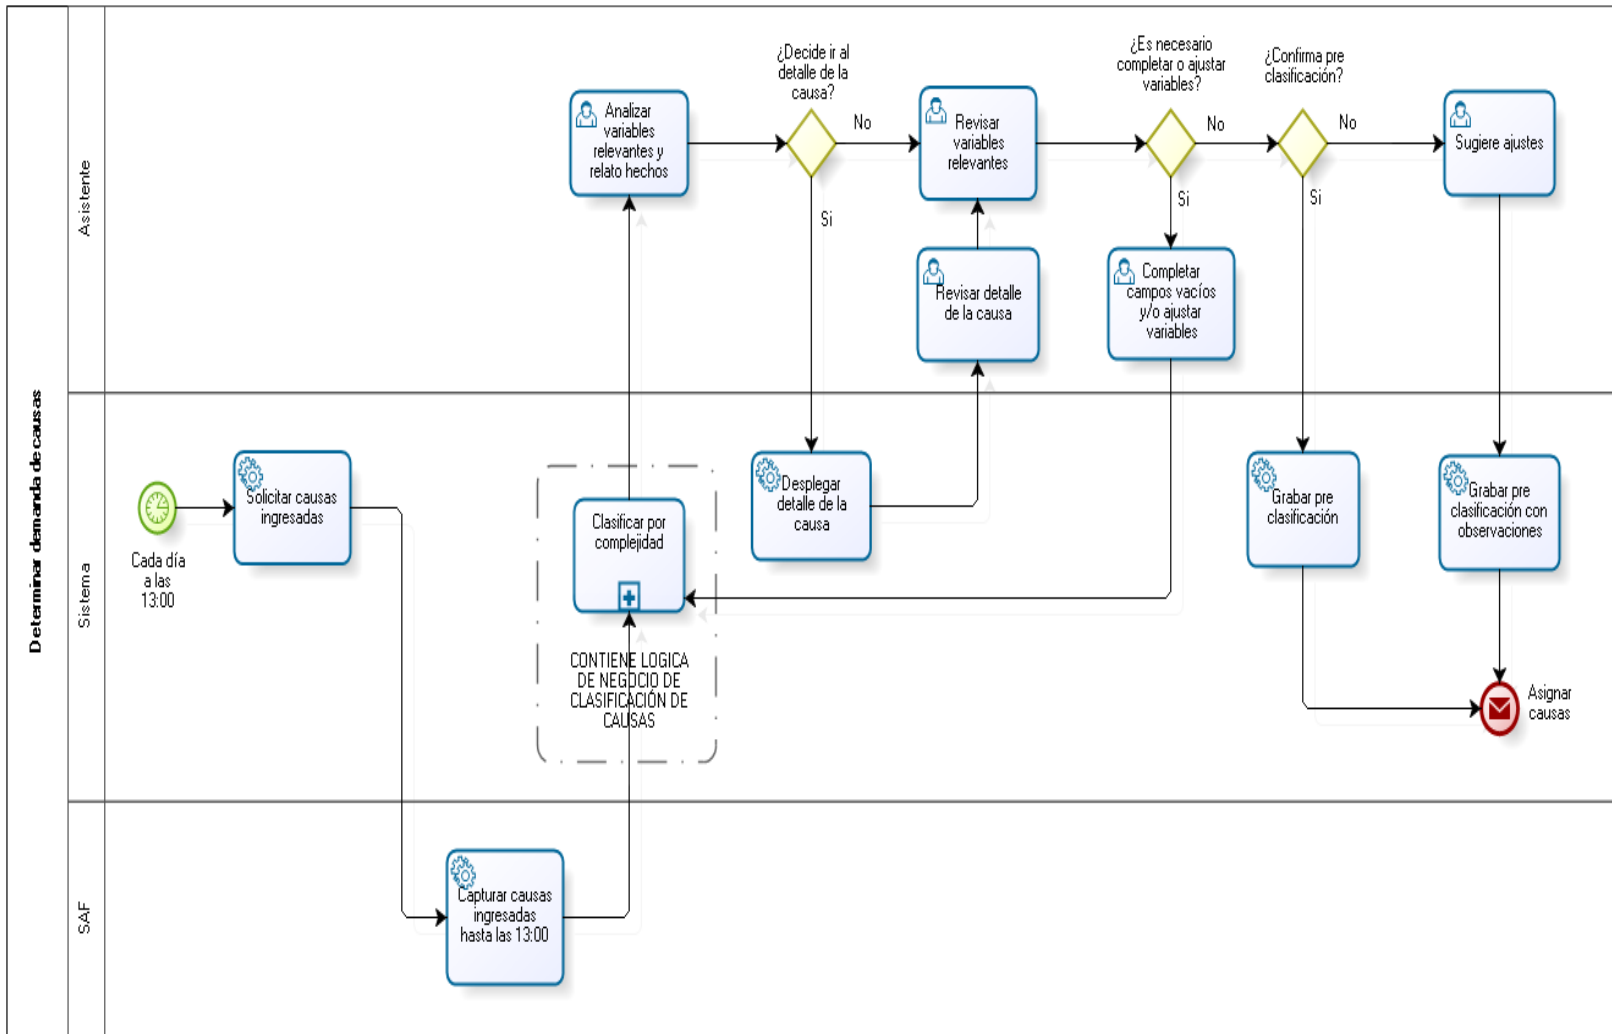 Determinar demanda de causas
Asistente
¿Decide ir al
detalle de la
causa?
¿Es necesario
completar o ajustar
variables?
¿Confirma pre
clasificación?
Analizar
variables
relevantes y
relato hechos
No
Revisar
variables
relevantes
No
No
Sugiere ajustes
Si
Si
Si
Revisar detalle
de la causa
Completar
campos vacíos
y/o ajustar
variables
Sistema
Cada día
a las
13:00
Solicitar causas
ingresadas
Clasificar por
complejidad
CONTIENE LOGICA
DE NEGOCIO DE
CLASIFICACIÓN DE
CAUSAS
Desplegar
detalle de la
causa
Grabar pre
clasificación
Grabar pre
clasificación con
observaciones
Asignar
causas
SAF
Capturar causas
ingresadas
hasta las 13:00